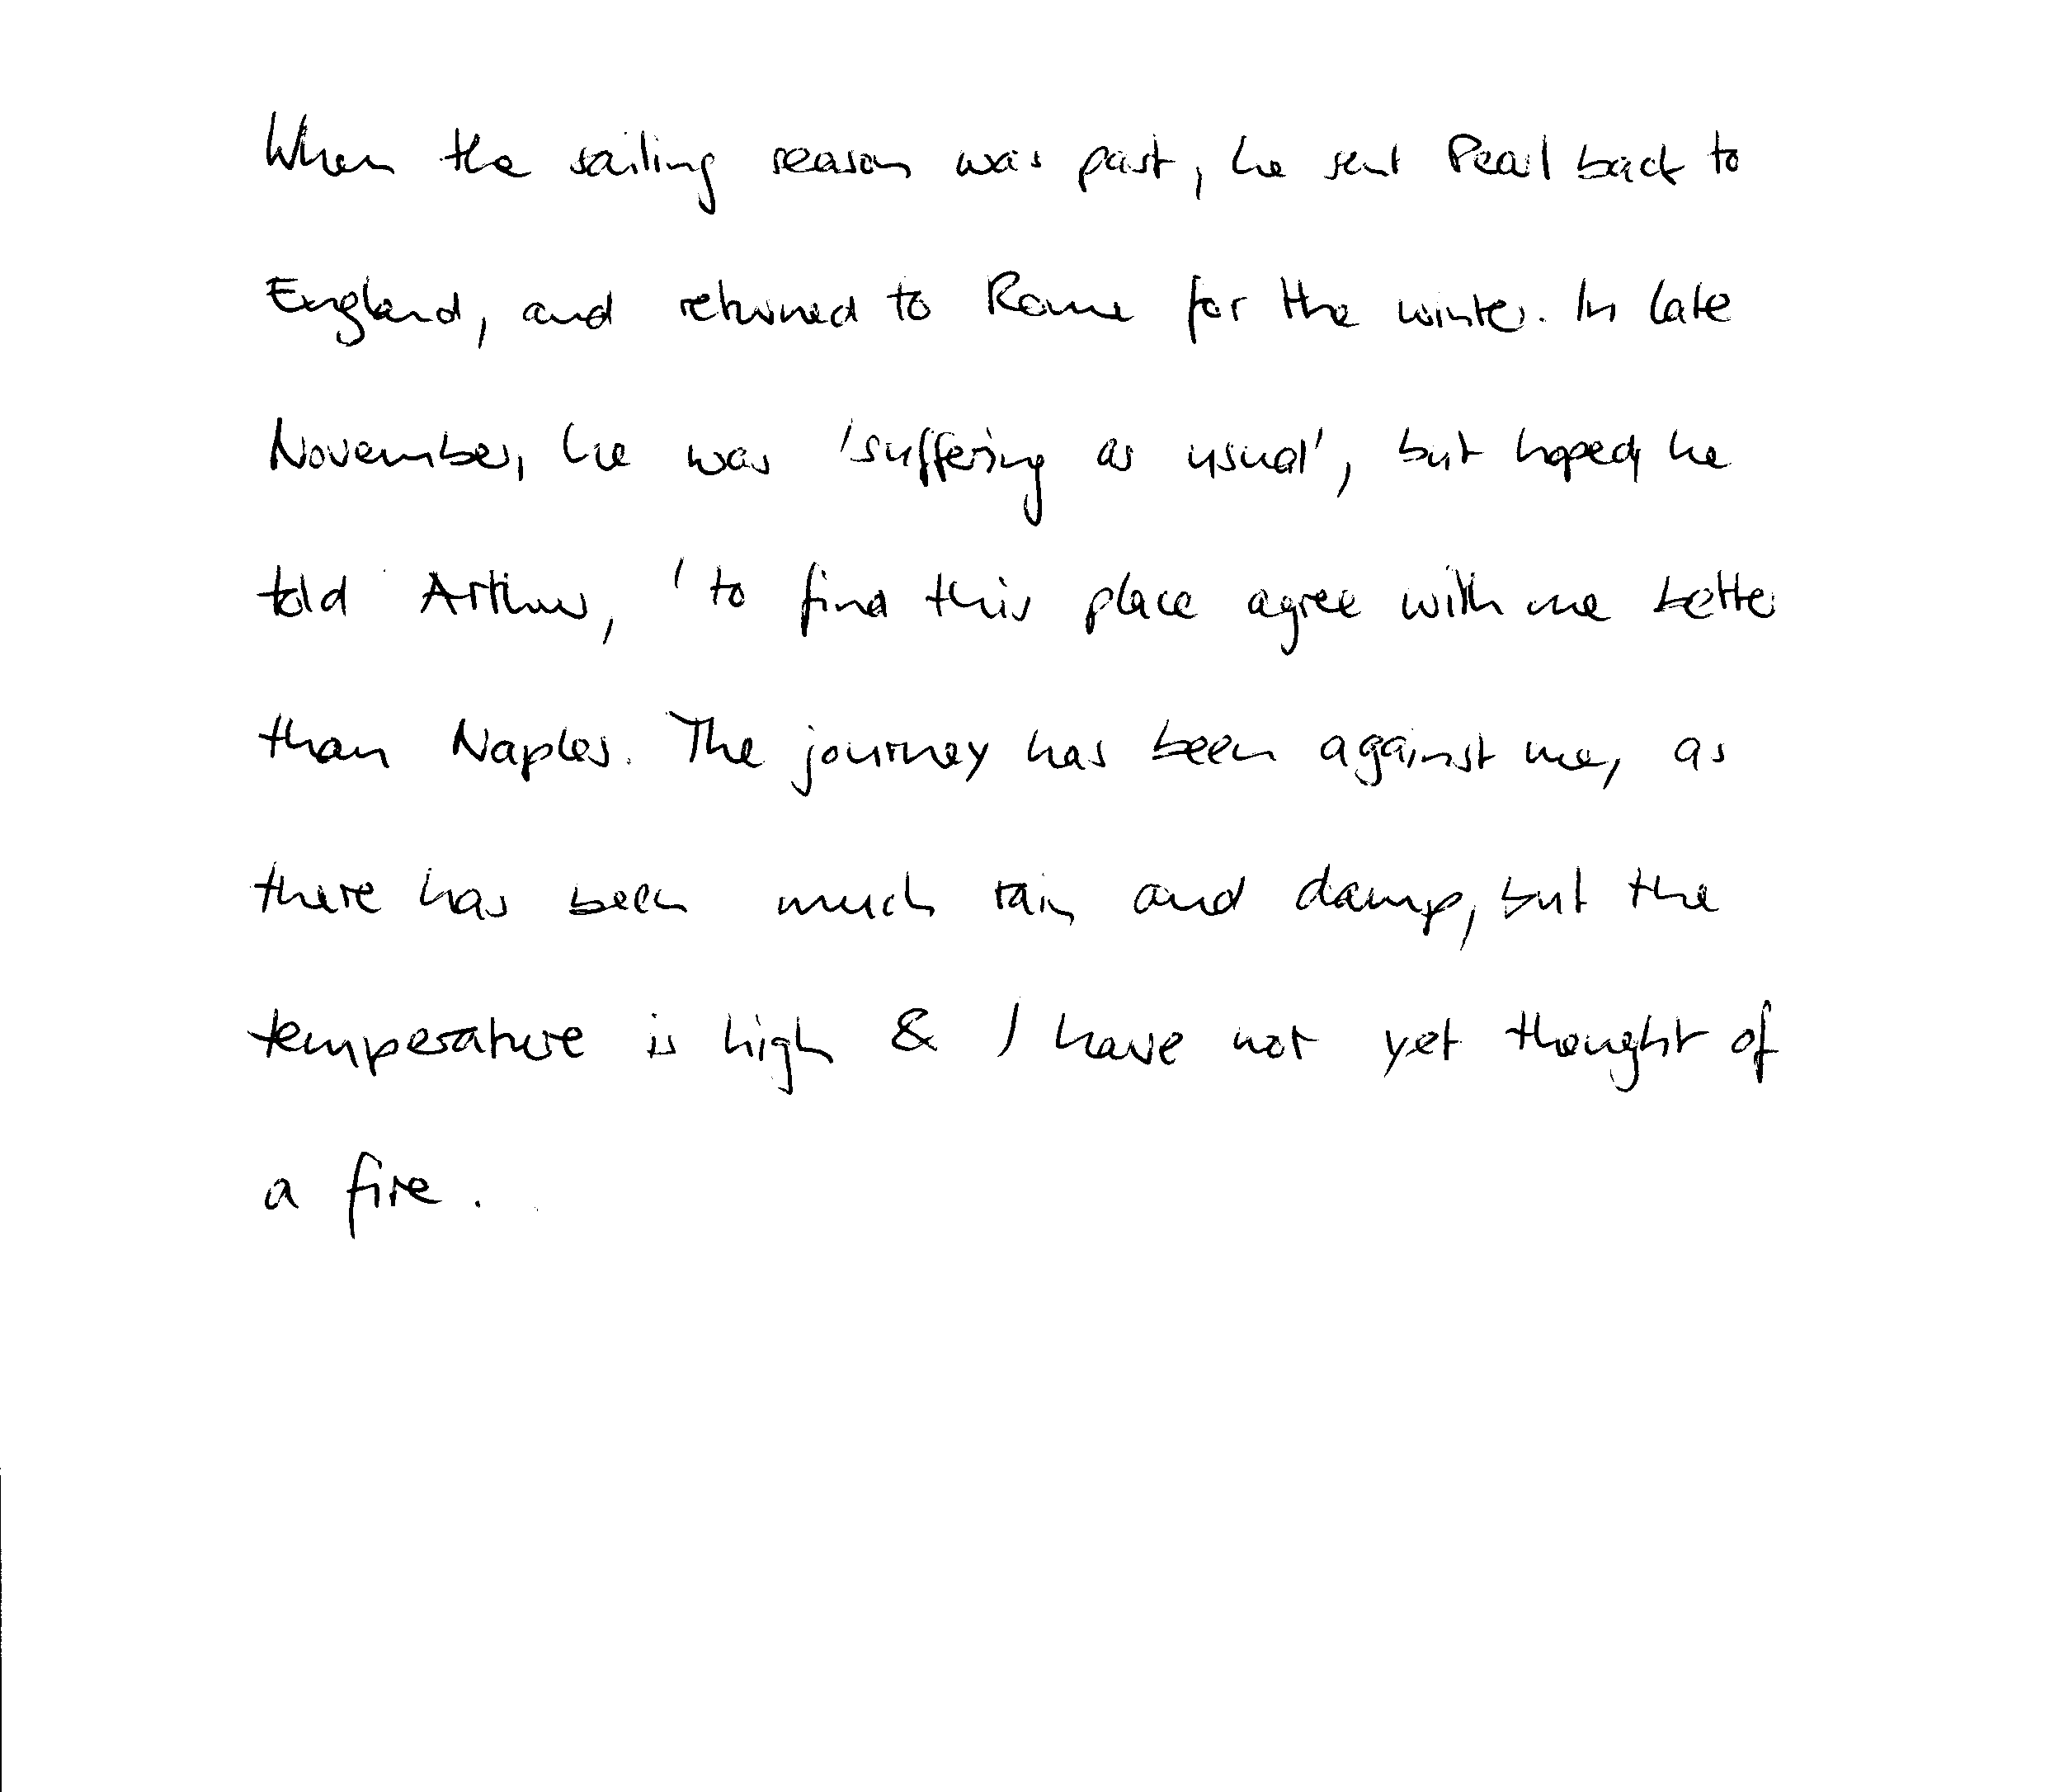 When the sailing season was past, he sent Pearl back to
England, and returned to Rome for the winter. In late
November, he was 'suffering as usual', but hoped, he
told Arthur, 'to find this place agree with me better
than Naples. The journey has been against me, as
there has been much rain and damp, but the
temperature is high & I have not yet thought of
a fire.